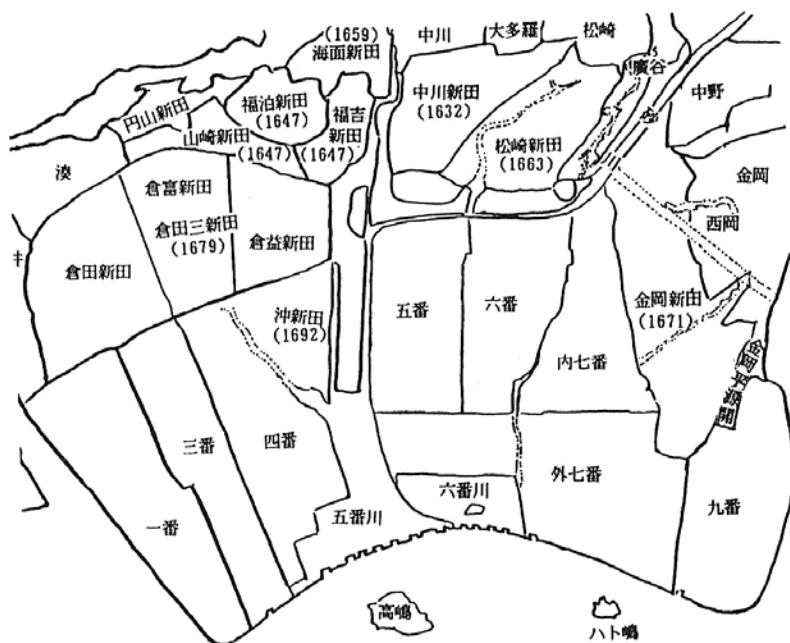 (1659)
海面新田
中川
大多羅
松崎
廣谷
中野
円山新田
福泊新田
(1647)
福吉
新田
(1647)
山崎新田
(1647)
中川新田
(1632)
松崎新田
(1663)
金岡
西岡
湊
倉富新田
倉田三新田
(1679)
倉益新田
倉田新田
沖新田
(1692)
五番
六番
金岡新田
(1671)
内七番
金岡平源開
三番
四番
一番
五番川
六番川
外七番
九番
高嶋
ハト嶋